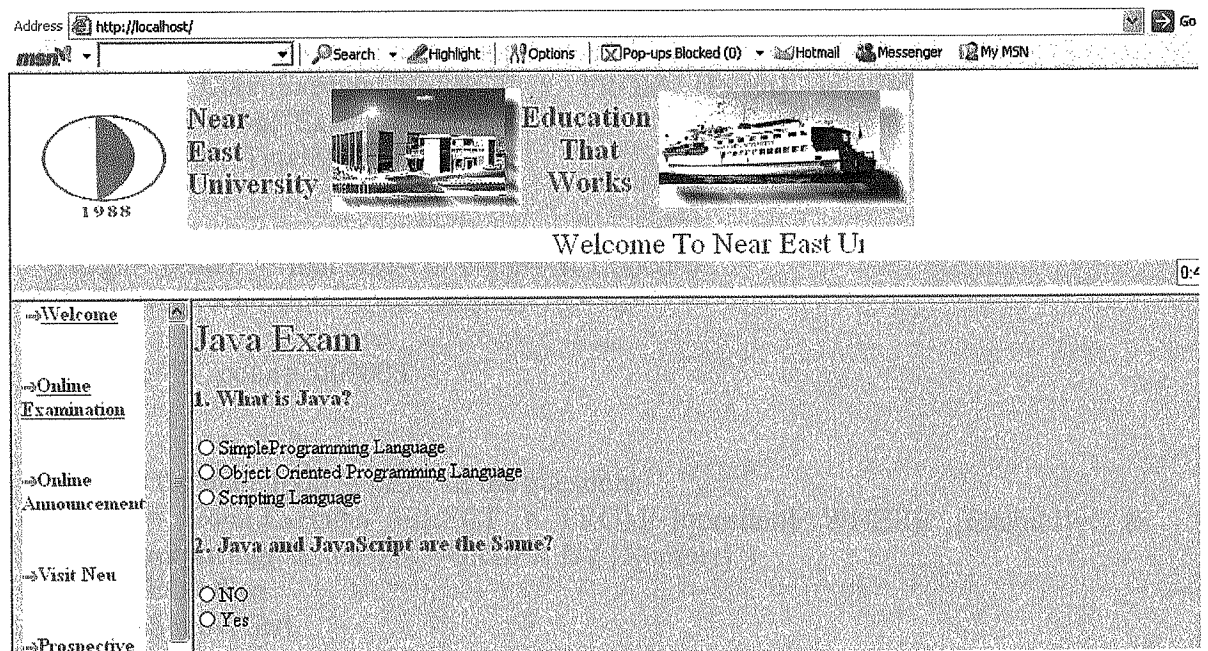 Address http://localhost/ Go
msn Search Highlight Options Pop-ups Blocked (0) Hotmail Messenger My MSN
Near
East
University
Education
That
Works
1988
Welcome To Near East
0:4
Welcome
Online
Examination
Online
Announcement
Visit Neu
Prospective
Java Exam
1. What is Java?
SimpleProgramming Language
Object Oriented Programming Language
Scripting Language
2. Java and JavaScript are the Same?
NO
Yes